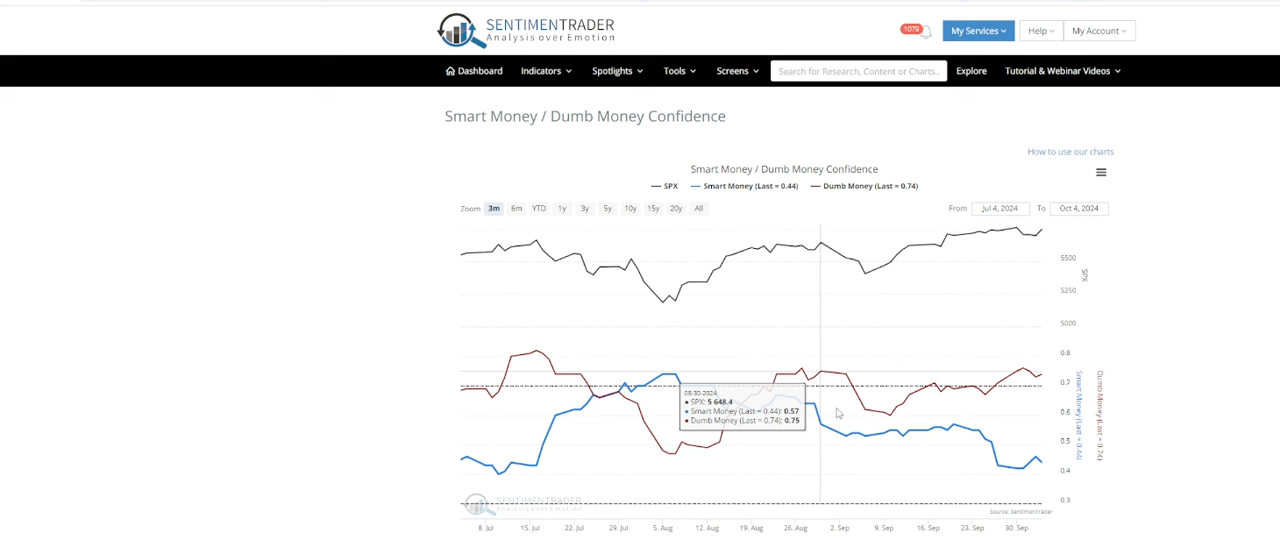 SENTIMENTRADER
Analysis over Emotion
1079
My Services
Help
My Account
Dashboard
Indicators
Spotlights
Tools
Screens
Search for Research, Content or Charts...
Explore
Tutorial & Webinar Videos
Smart Money / Dumb Money Confidence
How to use our charts
Smart Money / Dumb Money Confidence
SPX
Smart Money (Last = 0.44)
Dumb Money (Last = 0.74)
Zoom 3m 6m YTD 1y 3y 5y 10y 15y 20y All
From Jul 4, 2024 To Oct 4, 2024
5500
5250
5000
SPX
0.8
0.7
0.6
0.5
0.4
0.3
Smart Money (Last = 0.44)
Dumb Money (Last = 0.74)
08-30-2024
SPX: 5 648.4
Smart Money (Last = 0.44): 0.57
Dumb Money (Last = 0.74): 0.75
SENTIMENTRADER
Analysis over Emotion
Source: SentimenTrader
8. Jul 15. Jul 22. Jul 29. Jul 5. Aug 12. Aug 19. Aug 26. Aug 2. Sep 9. Sep 16. Sep 23. Sep 30. Sep